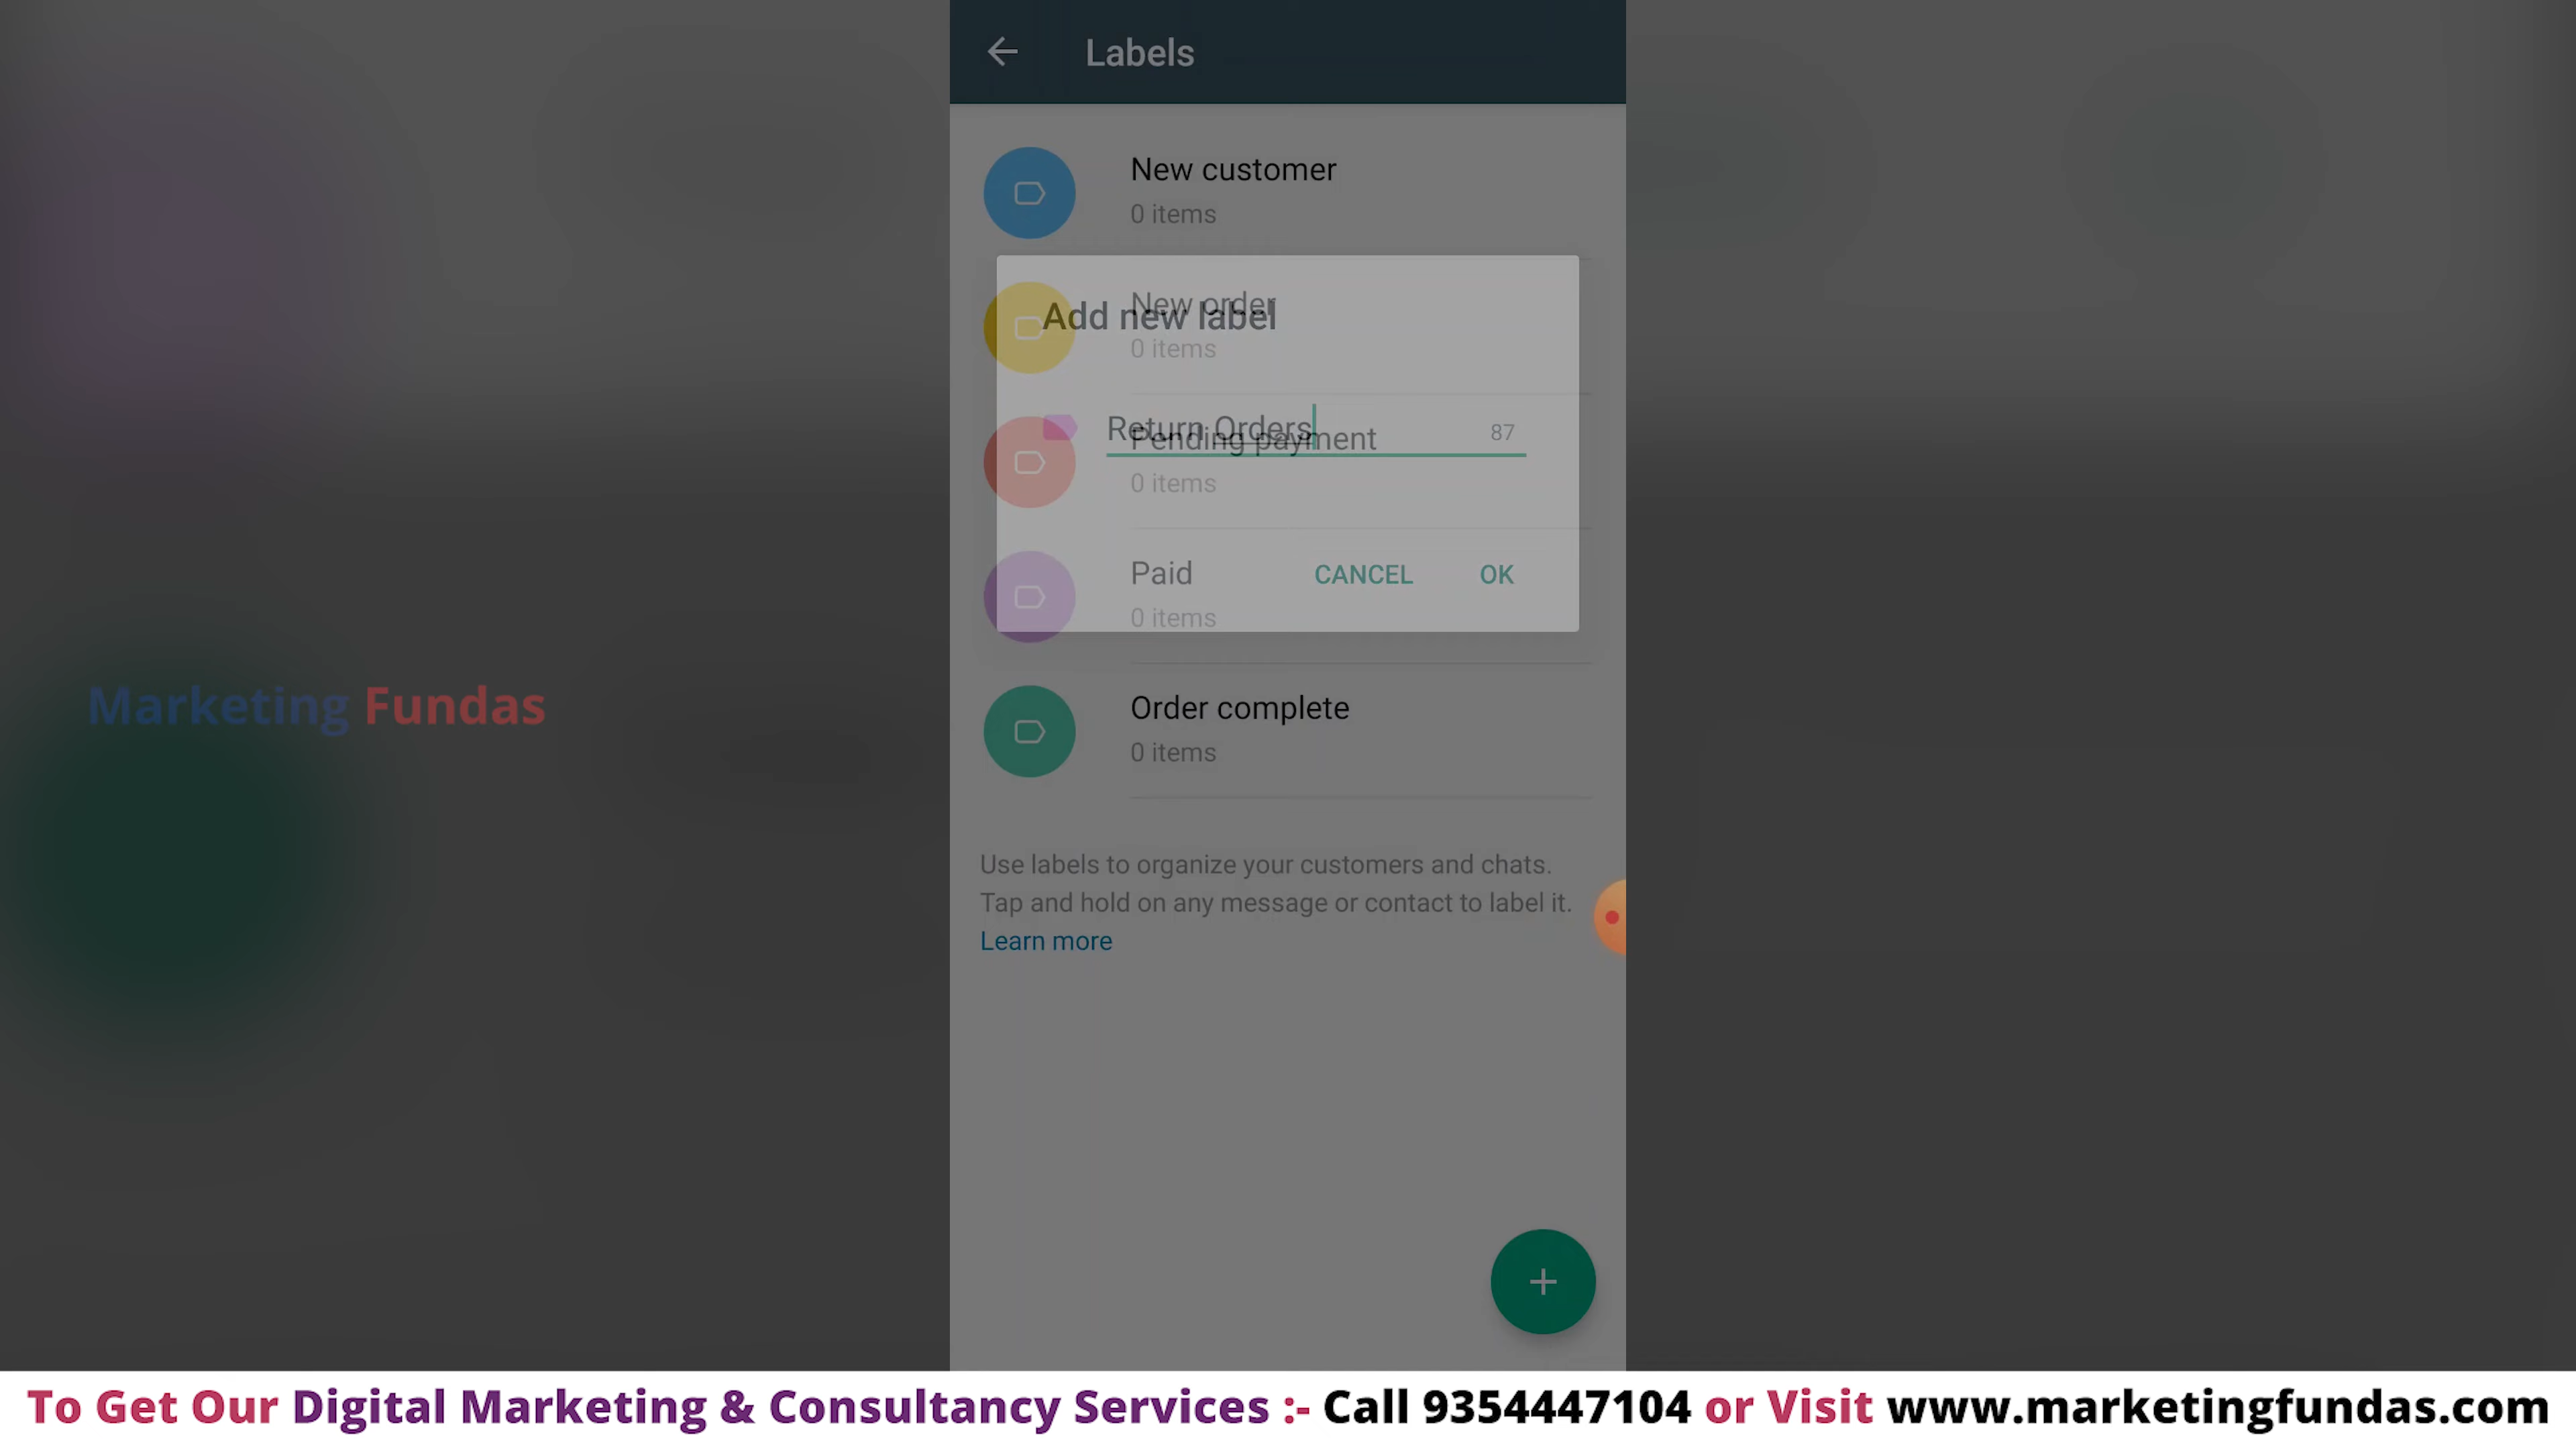 Labels
New customer
0 items
New order
Add new label
0 items
Return Orders
87
Pending payment
0 items
Paid
CANCEL OK
0 items
Marketing Fundas
Order complete
0 items
Use labels to organize your customers and chats.
Tap and hold on any message or contact to label it.
Learn more
To Get Our Digital Marketing & Consultancy Services :- Call 9354447104 or Visit www.marketingfundas.com